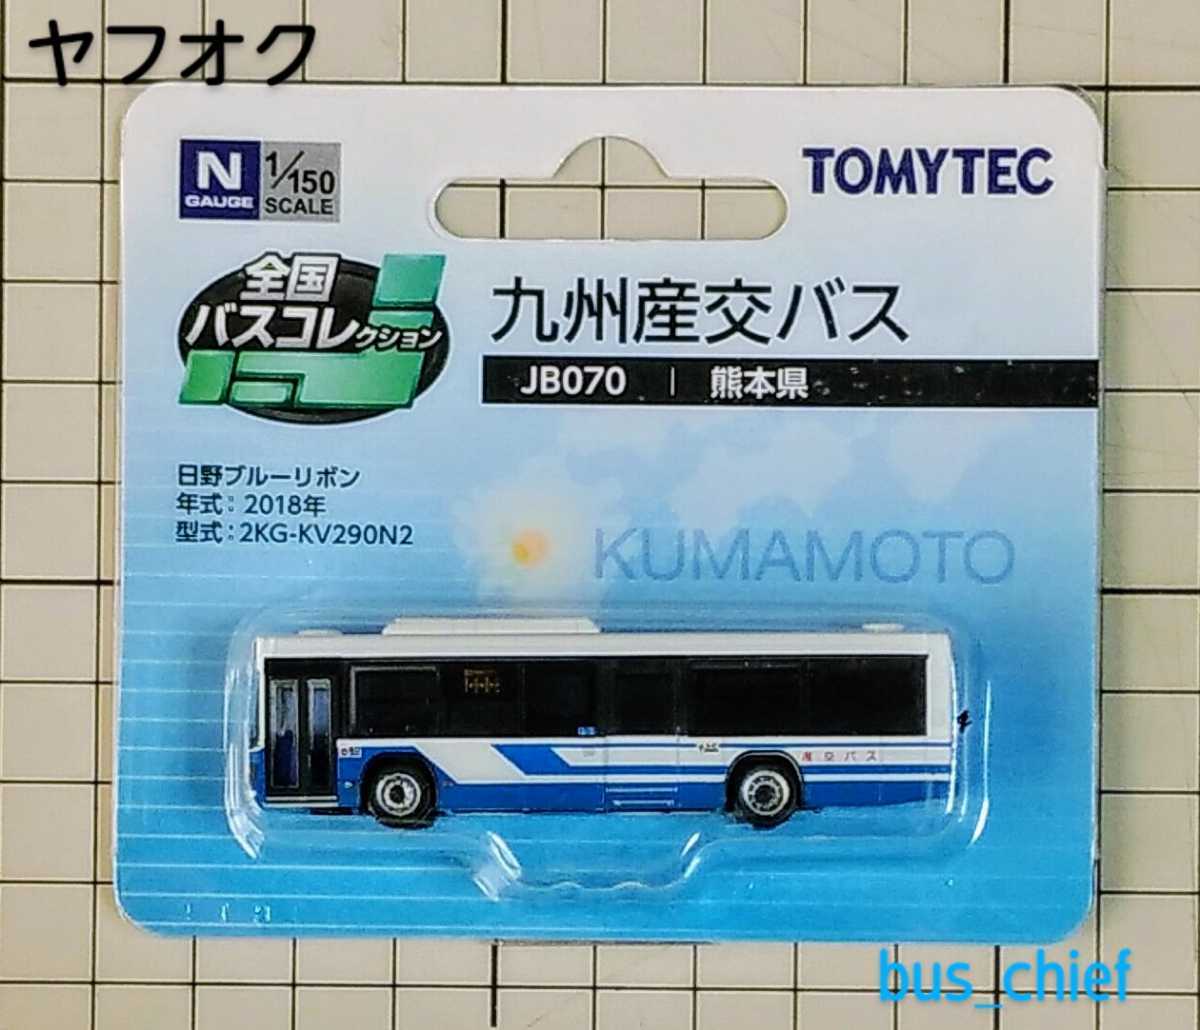 ヤフオク
N
GAUGE
1/150
SCALE
TOMYTEC
全国
バスコレクション
九州産交バス
JB070 | 熊本県
日野ブルーリボン
年式：2018年
型式：2KG-KV290N2
KUMAMOTO
産交バス
bus_chief